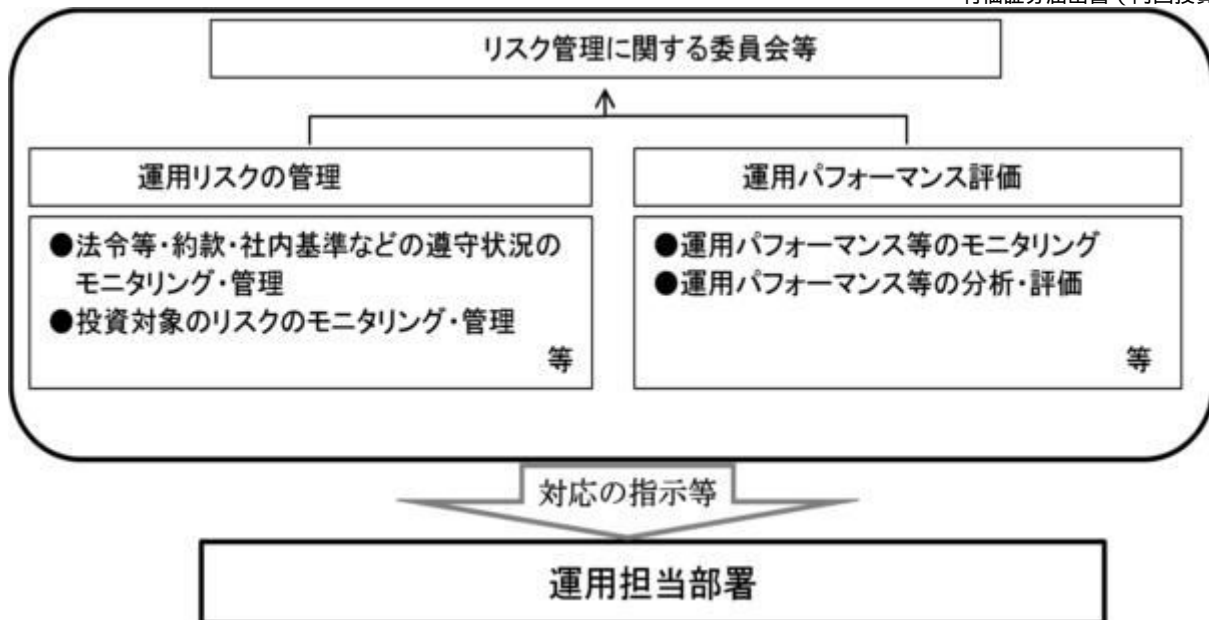 リスク管理に関する委員会等
運用リスクの管理
運用パフォーマンス評価
●法令等・約款・社内基準などの遵守状況の
モニタリング・管理
●投資対象のリスクのモニタリング・管理
等
●運用パフォーマンス等のモニタリング
●運用パフォーマンス等の分析・評価
等
対応の指示等
運用担当部署